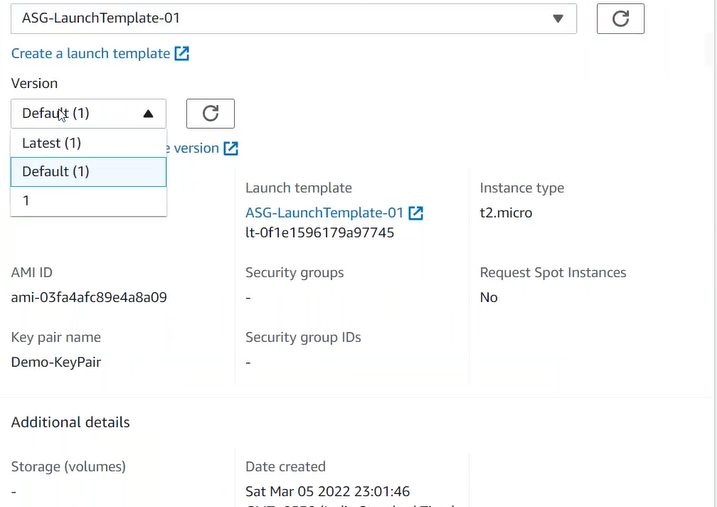 ASG-LaunchTemplate-01
Create a launch template
Version
Default (1)
Latest (1)
Default (1)
1
version
Launch template
Instance type
ASG-LaunchTemplate-01
t2.micro
lt-0f1e1596179a97745
AMI ID
Security groups
Request Spot Instances
ami-03fa4afc89e4a8a09
-
No
Key pair name
Security group IDs
Demo-KeyPair
-
Additional details
Storage (volumes)
Date created
-
Sat Mar 05 2022 23:01:46